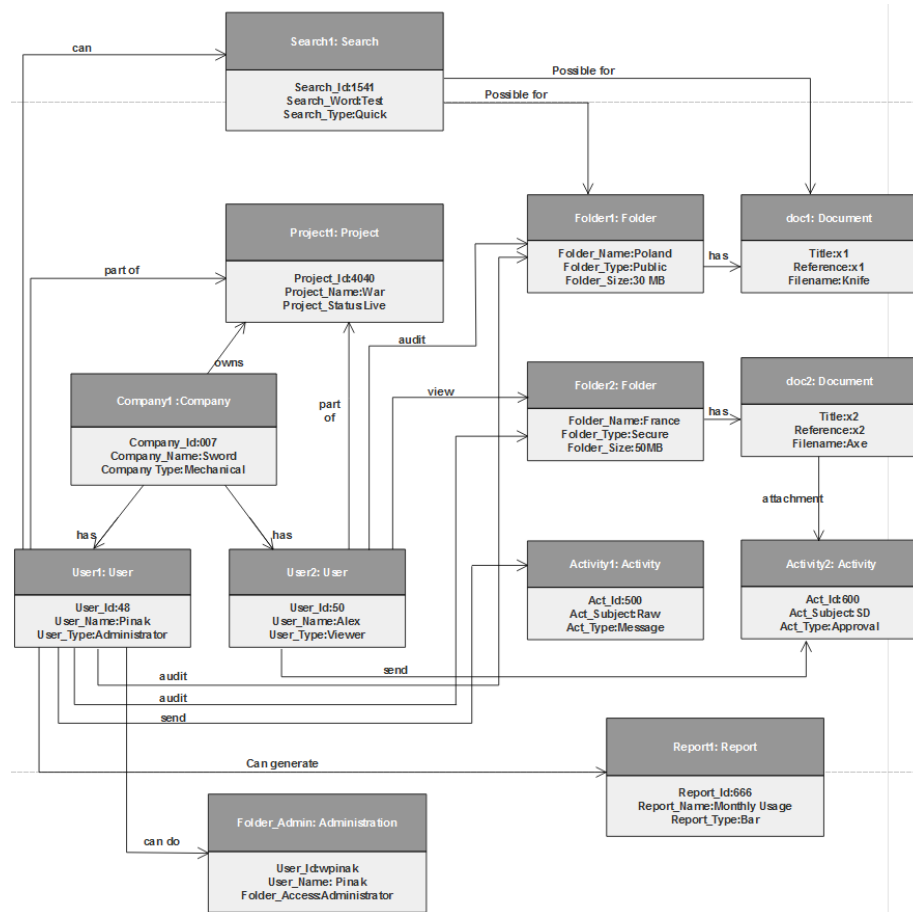 Search1: Search
can
Search_Id:1541
Search_Word:Test
Search_Type:Quick
Possible for
Possible for
Folder1: Folder
Folder_Name:Poland
Folder_Type:Public
Folder_Size:30 MB
has
doc1: Document
Title:x1
Reference:x1
Filename:Knife
Project1: Project
Project_Id:4040
Project_Name:War
Project_Status:Live
part of
owns
audit
Company1 :Company
Company_Id:007
Company_Name:Sword
Company Type:Mechanical
part
of
view
Folder2: Folder
Folder_Name:France
Folder_Type:Secure
Folder_Size:50MB
has
doc2: Document
Title:x2
Reference:x2
Filename:Axe
attachment
has
has
User1: User
User_Id:48
User_Name:Pinak
User_Type:Administrator
User2: User
User_Id:50
User_Name:Alex
User_Type:Viewer
Activity1: Activity
Act_Id:500
Act_Subject:Raw
Act_Type:Message
Activity2: Activity
Act_Id:600
Act_Subject:SD
Act_Type:Approval
send
audit
audit
send
Can generate
Report1: Report
Report_Id:666
Report_Name:Monthly Usage
Report_Type:Bar
can do
Folder_Admin: Administration
User_Id:wpinak
User_Name: Pinak
Folder_Access:Administrator